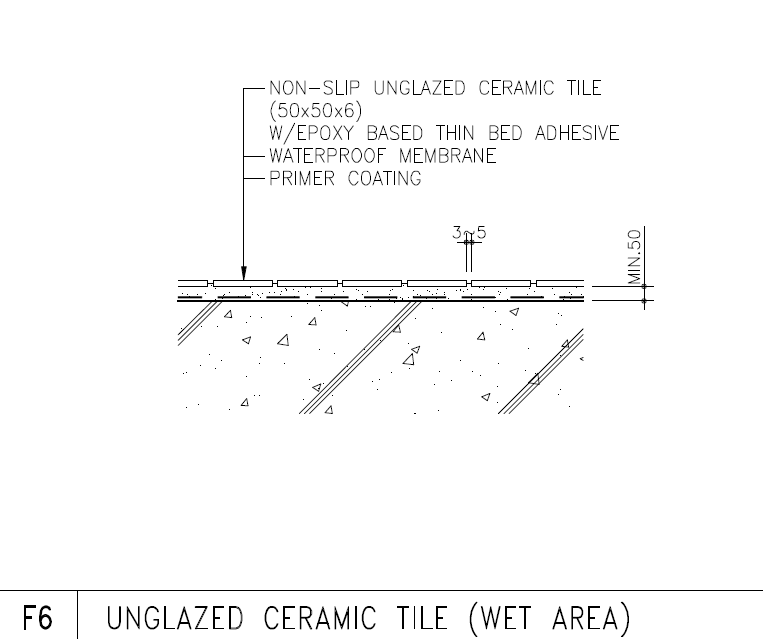 NON-SLIP UNGLAZED CERAMIC TILE
(50x50x6)
W/EPOXY BASED THIN BED ADHESIVE
WATERPROOF MEMBRANE
PRIMER COATING
3~5
MIN.50
F6 UNGLAZED CERAMIC TILE (WET AREA)